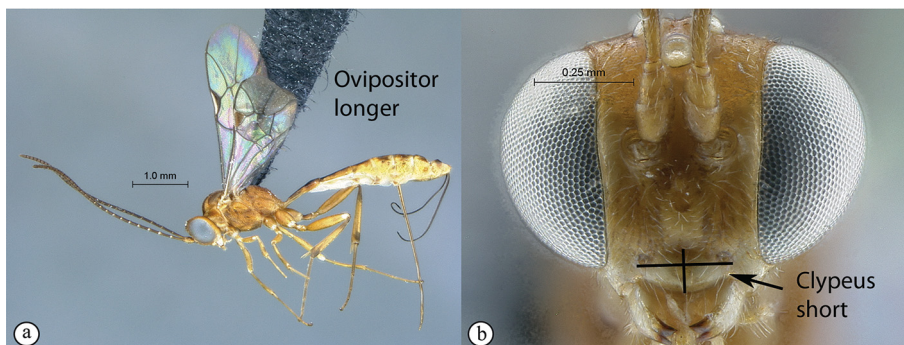 Ovipositor
longer
1.0 mm
a
0.25 mm
Clypeus
short
b